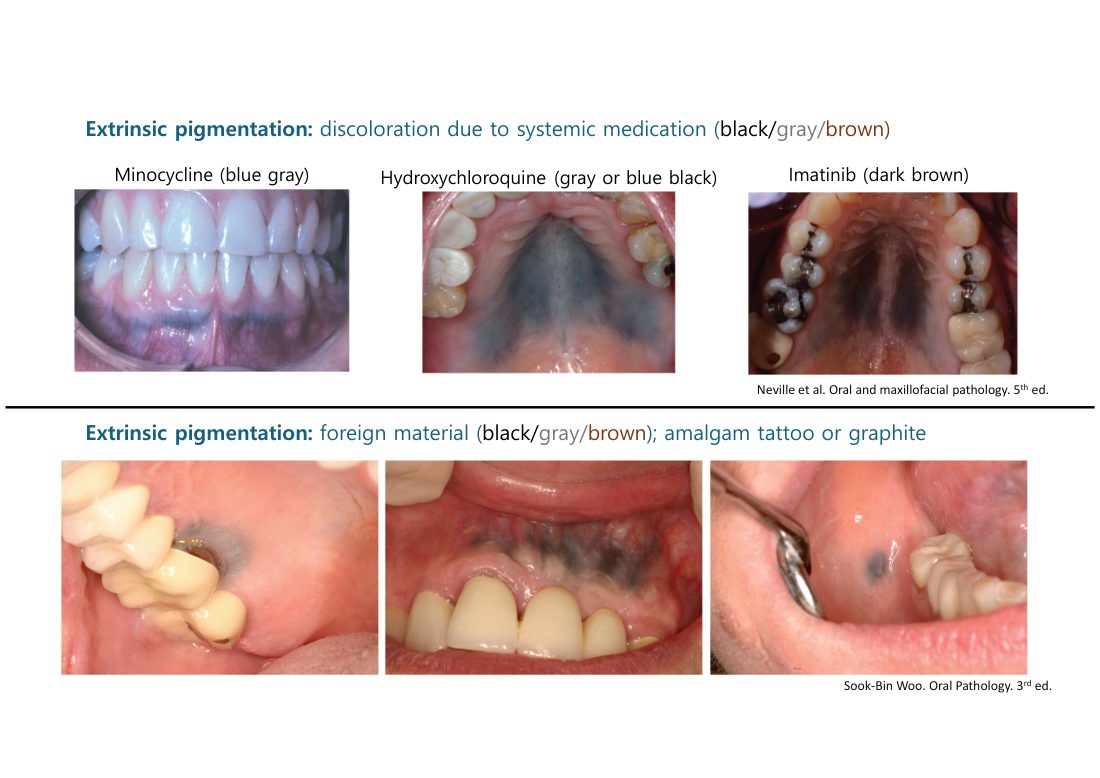 Extrinsic pigmentation: discoloration due to systemic medication (black/gray/brown)
Minocycline (blue gray)
Hydroxychloroquine (gray or blue black)
Imatinib (dark brown)
Neville et al. Oral and maxillofacial pathology. 5th ed.
Extrinsic pigmentation: foreign material (black/gray/brown); amalgam tattoo or graphite
Sook-Bin Woo. Oral Pathology. 3rd ed.